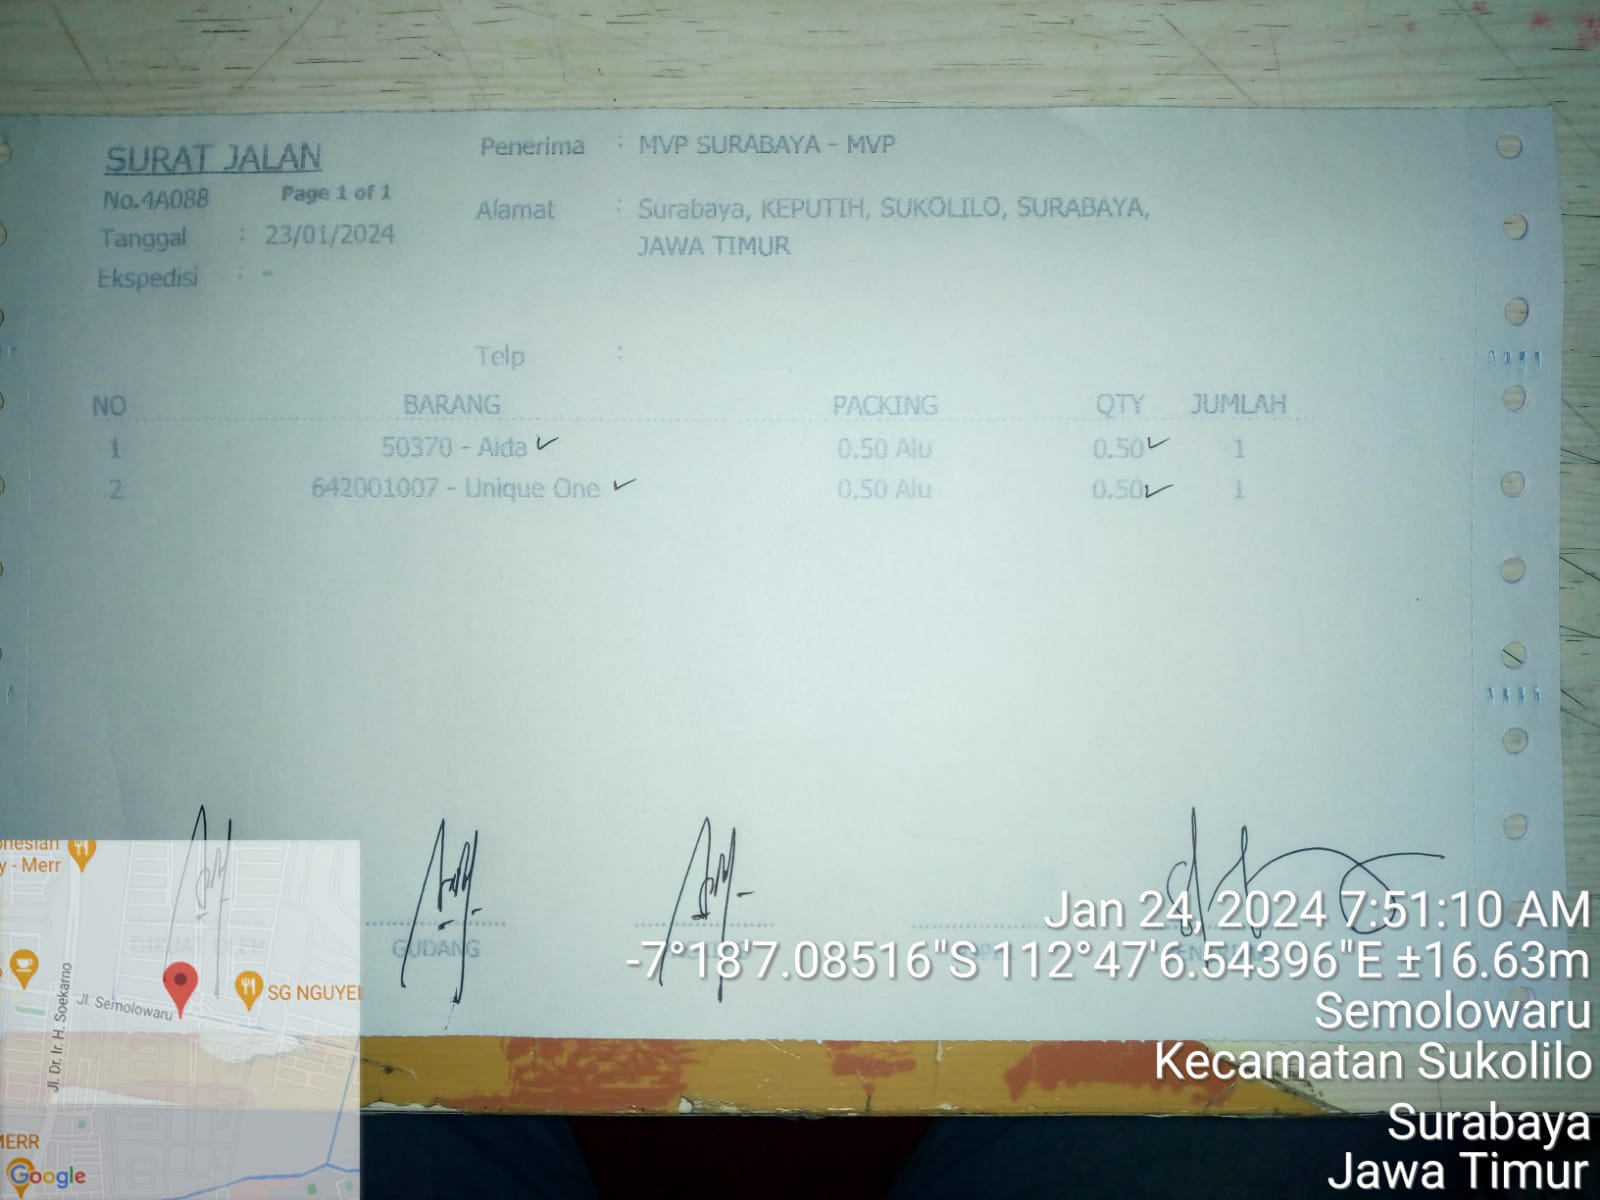 SURAT JALAN
No.4A088 Page 1 of 1
Tanggal : 23/01/2024
Ekspedisi : -
Penerima : MVP SURABAYA - MVP
Alamat : Surabaya, KEPUTIH, SUKOLILO, SURABAYA,
JAWA TIMUR
Telp :
NO BARANG PACKING QTY JUMLAH
1 50370 - Aida 0.50 Alu 0.50 1
2 642001007 - Unique One 0.50 Alu 0.50 1
GUDANG
Jan 24, 2024 7:51:10 AM
-7°18'7.08516"S 112°47'6.54396"E ±16.63m
Semolowaru
Kecamatan Sukolilo
Surabaya
Jawa Timur
y - Merr
Jl. Dr. Ir. H. Soekarno
Jl. Semolowaru
SG NGUYE
MERR
Google